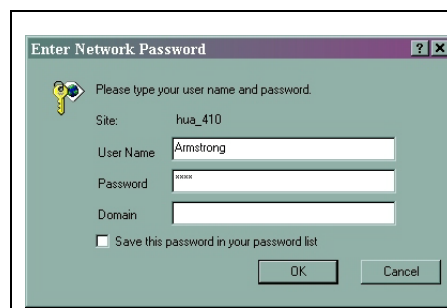 Enter Network Password
Please type your user name and password.
Site: hua_410
User Name Armstrong
Password ****
Domain
Save this password in your password list
OK Cancel